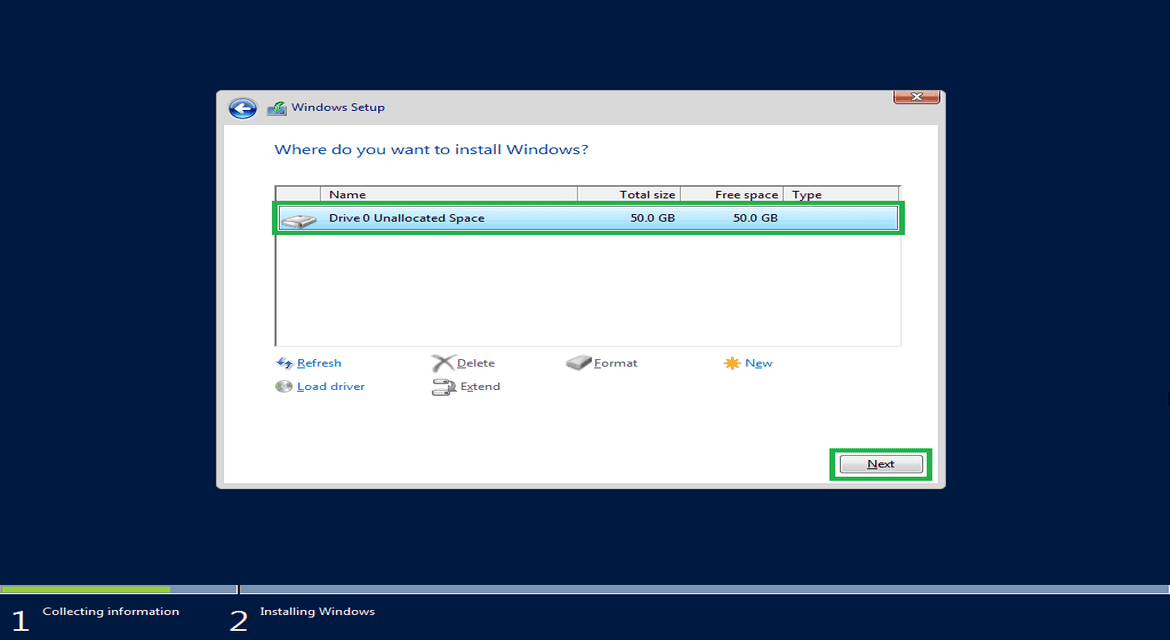 Windows Setup
Where do you want to install Windows?
Name Total size Free space Type
Drive 0 Unallocated Space 50.0 GB 50.0 GB
Refresh Delete Format New
Load driver Extend
Next
1 Collecting information 2 Installing Windows